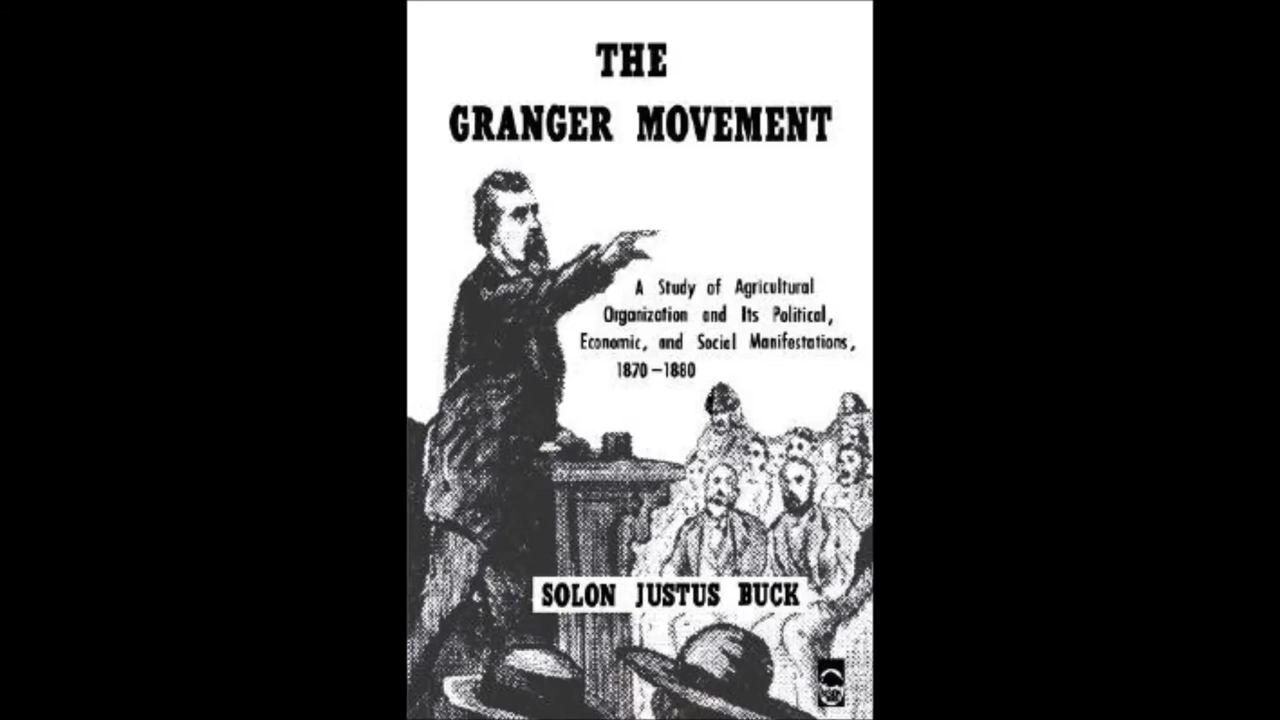 THE
GRANGER MOVEMENT
A Study of Agricultural
Organization and Its Political,
Economic, and Social Manifestations,
1870-1880
SOLON JUSTUS BUCK